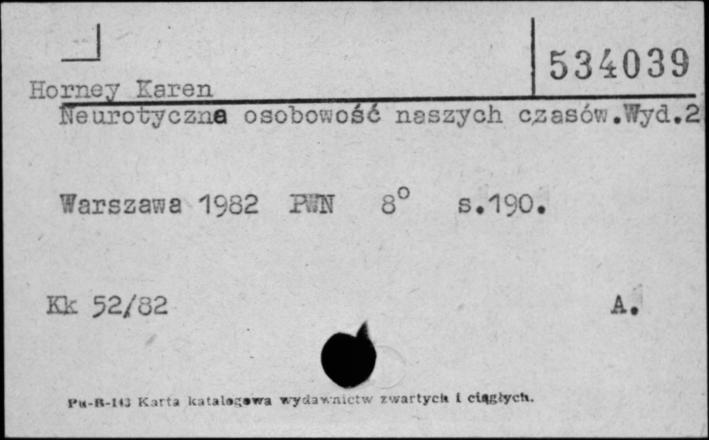 534039
Horney Karen
Neurotyczna osobowość naszych czasów.Wyd.2
Warszawa 1982 PWN 8° s.190.
Kk 52/82 A.
Pu-B-143 Karta katalogowa wydawnictw zwartych i ciągłych.